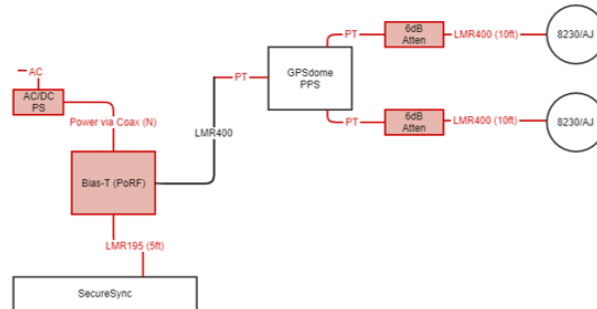 6dB
Atten
PT
LMR400 (10ft)
8230/AJ
AC
AC/DC
PS
PT
GPSdome
PPS
Power via Coax (N)
LMR400
PT
6dB
Atten
LMR400 (10ft)
8230/AJ
Bias-T (PoRF)
LMR195 (5ft)
SecureSync